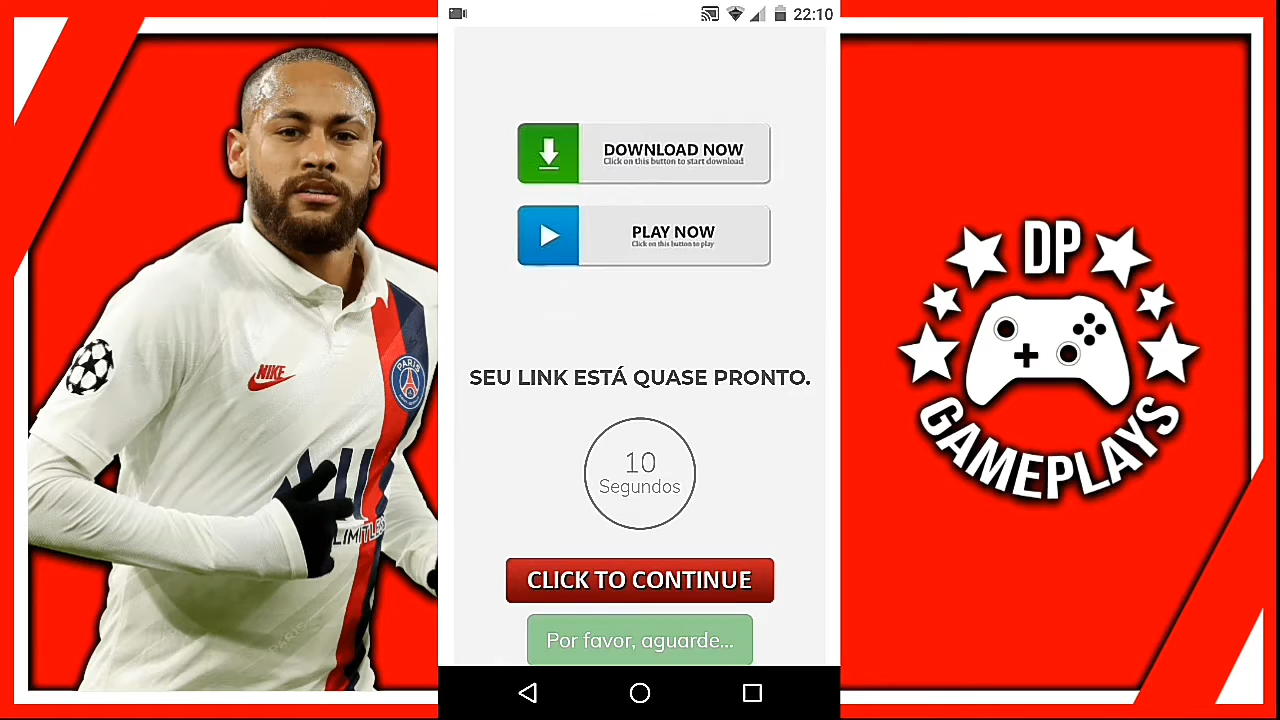 22:10
DOWNLOAD NOW
Click on this button to start download
PLAY NOW
Click on this button to play
SEU LINK ESTÁ QUASE PRONTO.
10
Segundos
CLICK TO CONTINUE
Por favor, aguarde...
NIKE
PARIS
LIMITLESS
DP
GAMEPLAYS